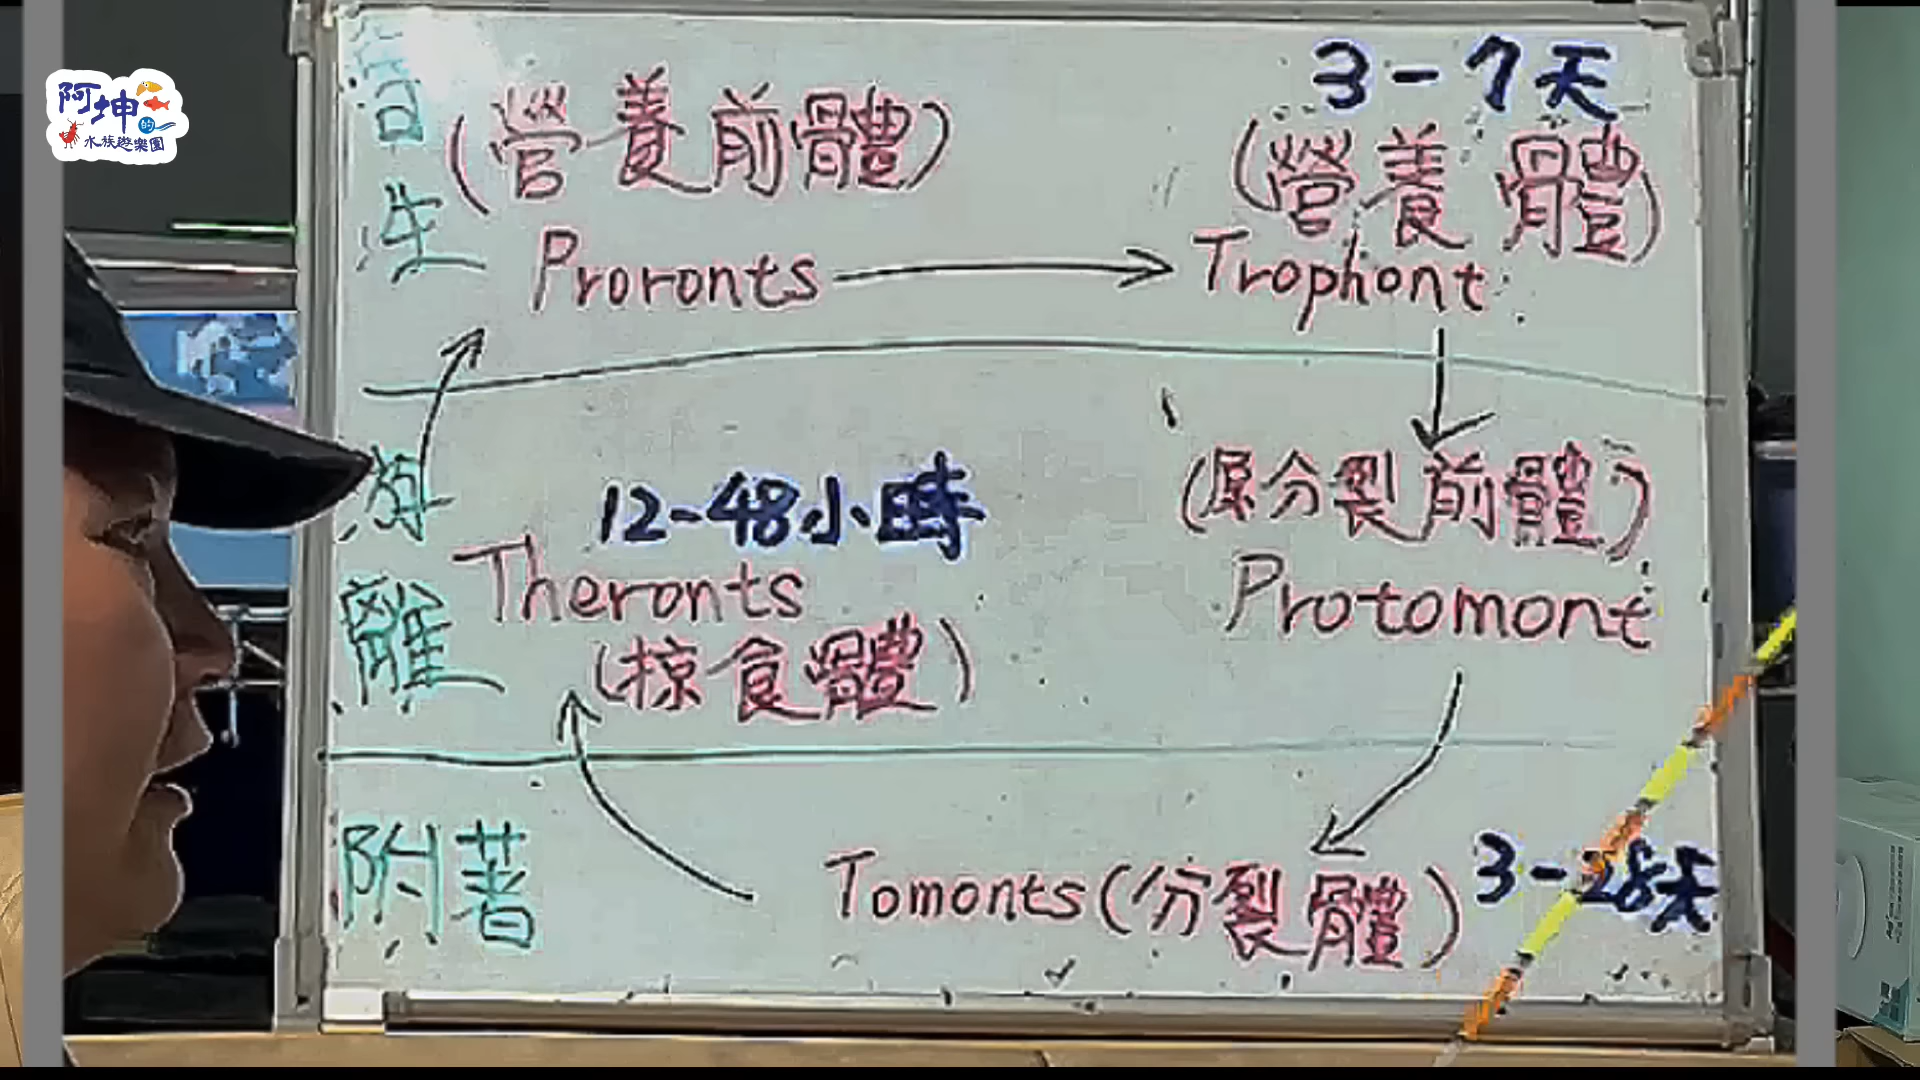 阿坤的
水族遊樂園
寄生
3-7天
(營養前體)
(營養體)
Proronts
Trophont
游離
12-48小時
Theronts
(掠食體)
(原分裂前體)
Protomont
附著
Tomonts(分裂體)
3-28天